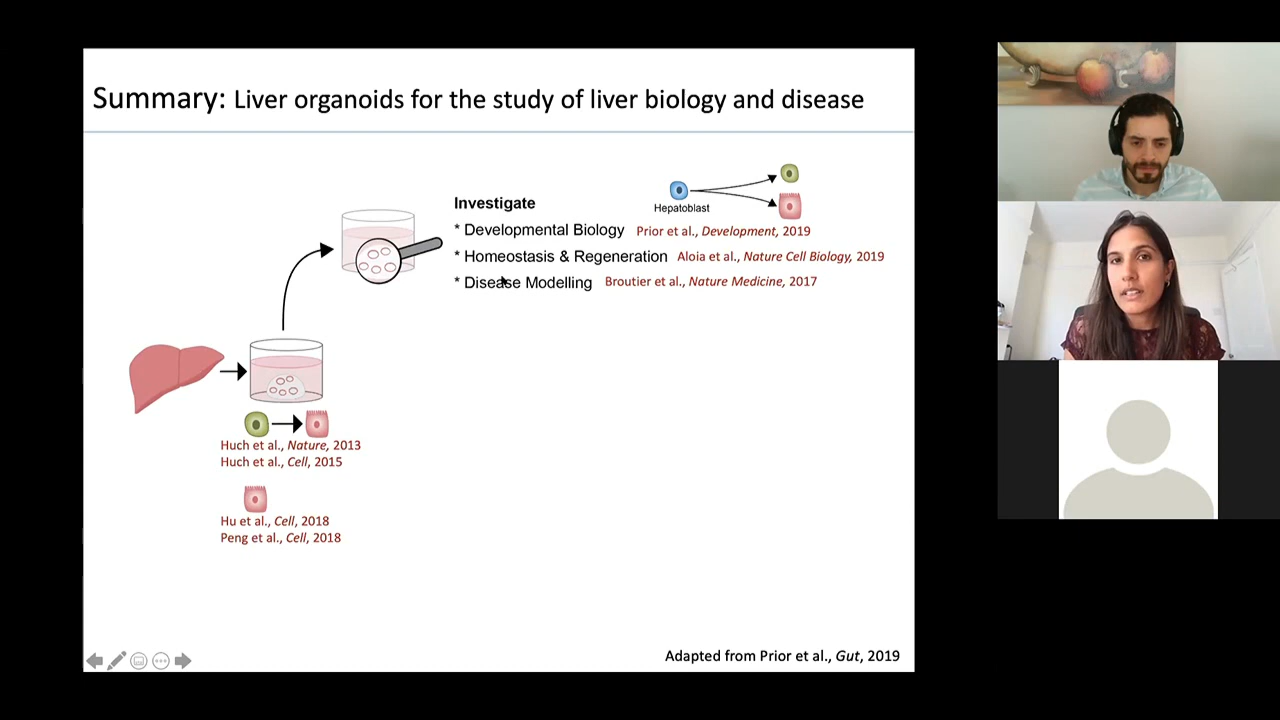 Summary: Liver organoids for the study of liver biology and disease
Investigate
Hepatoblast
* Developmental Biology Prior et al., Development, 2019
* Homeostasis & Regeneration Aloia et al., Nature Cell Biology, 2019
* Disease Modelling Broutier et al., Nature Medicine, 2017
Huch et al., Nature, 2013
Huch et al., Cell, 2015
Hu et al., Cell, 2018
Peng et al., Cell, 2018
Adapted from Prior et al., Gut, 2019